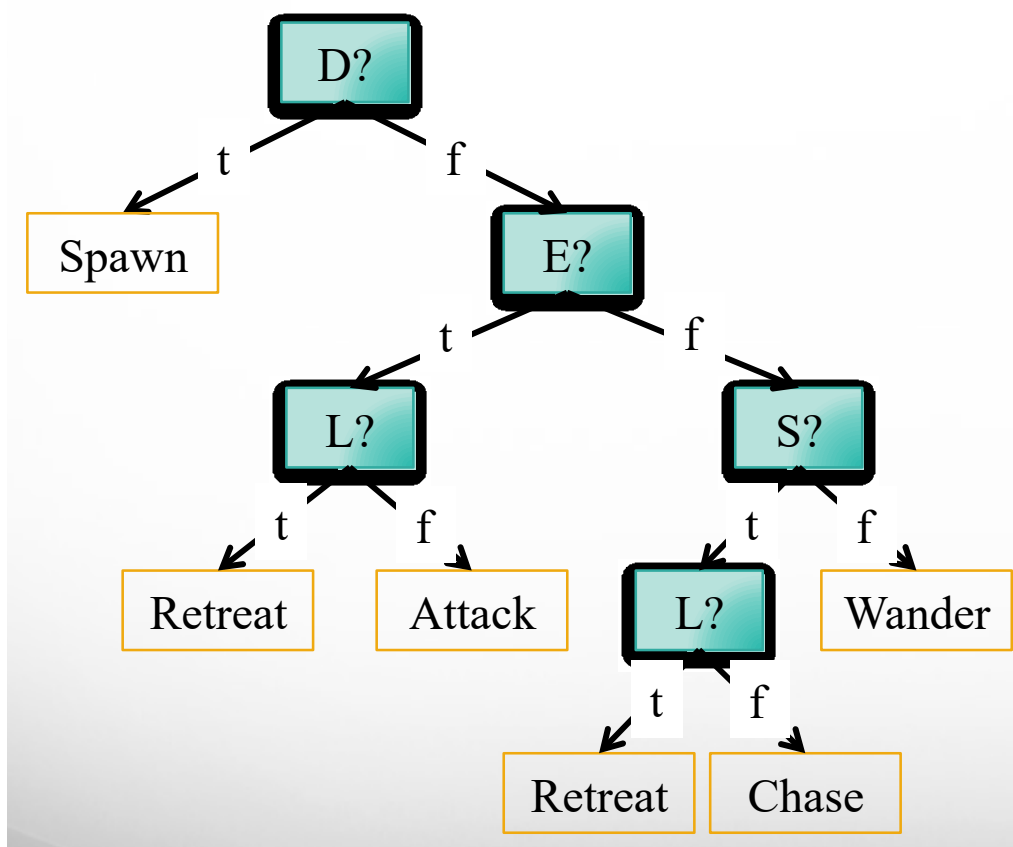 D?
t
f
Spawn
E?
t
f
L?
S?
t
f
t
f
Retreat
Attack
L?
Wander
t
f
Retreat
Chase